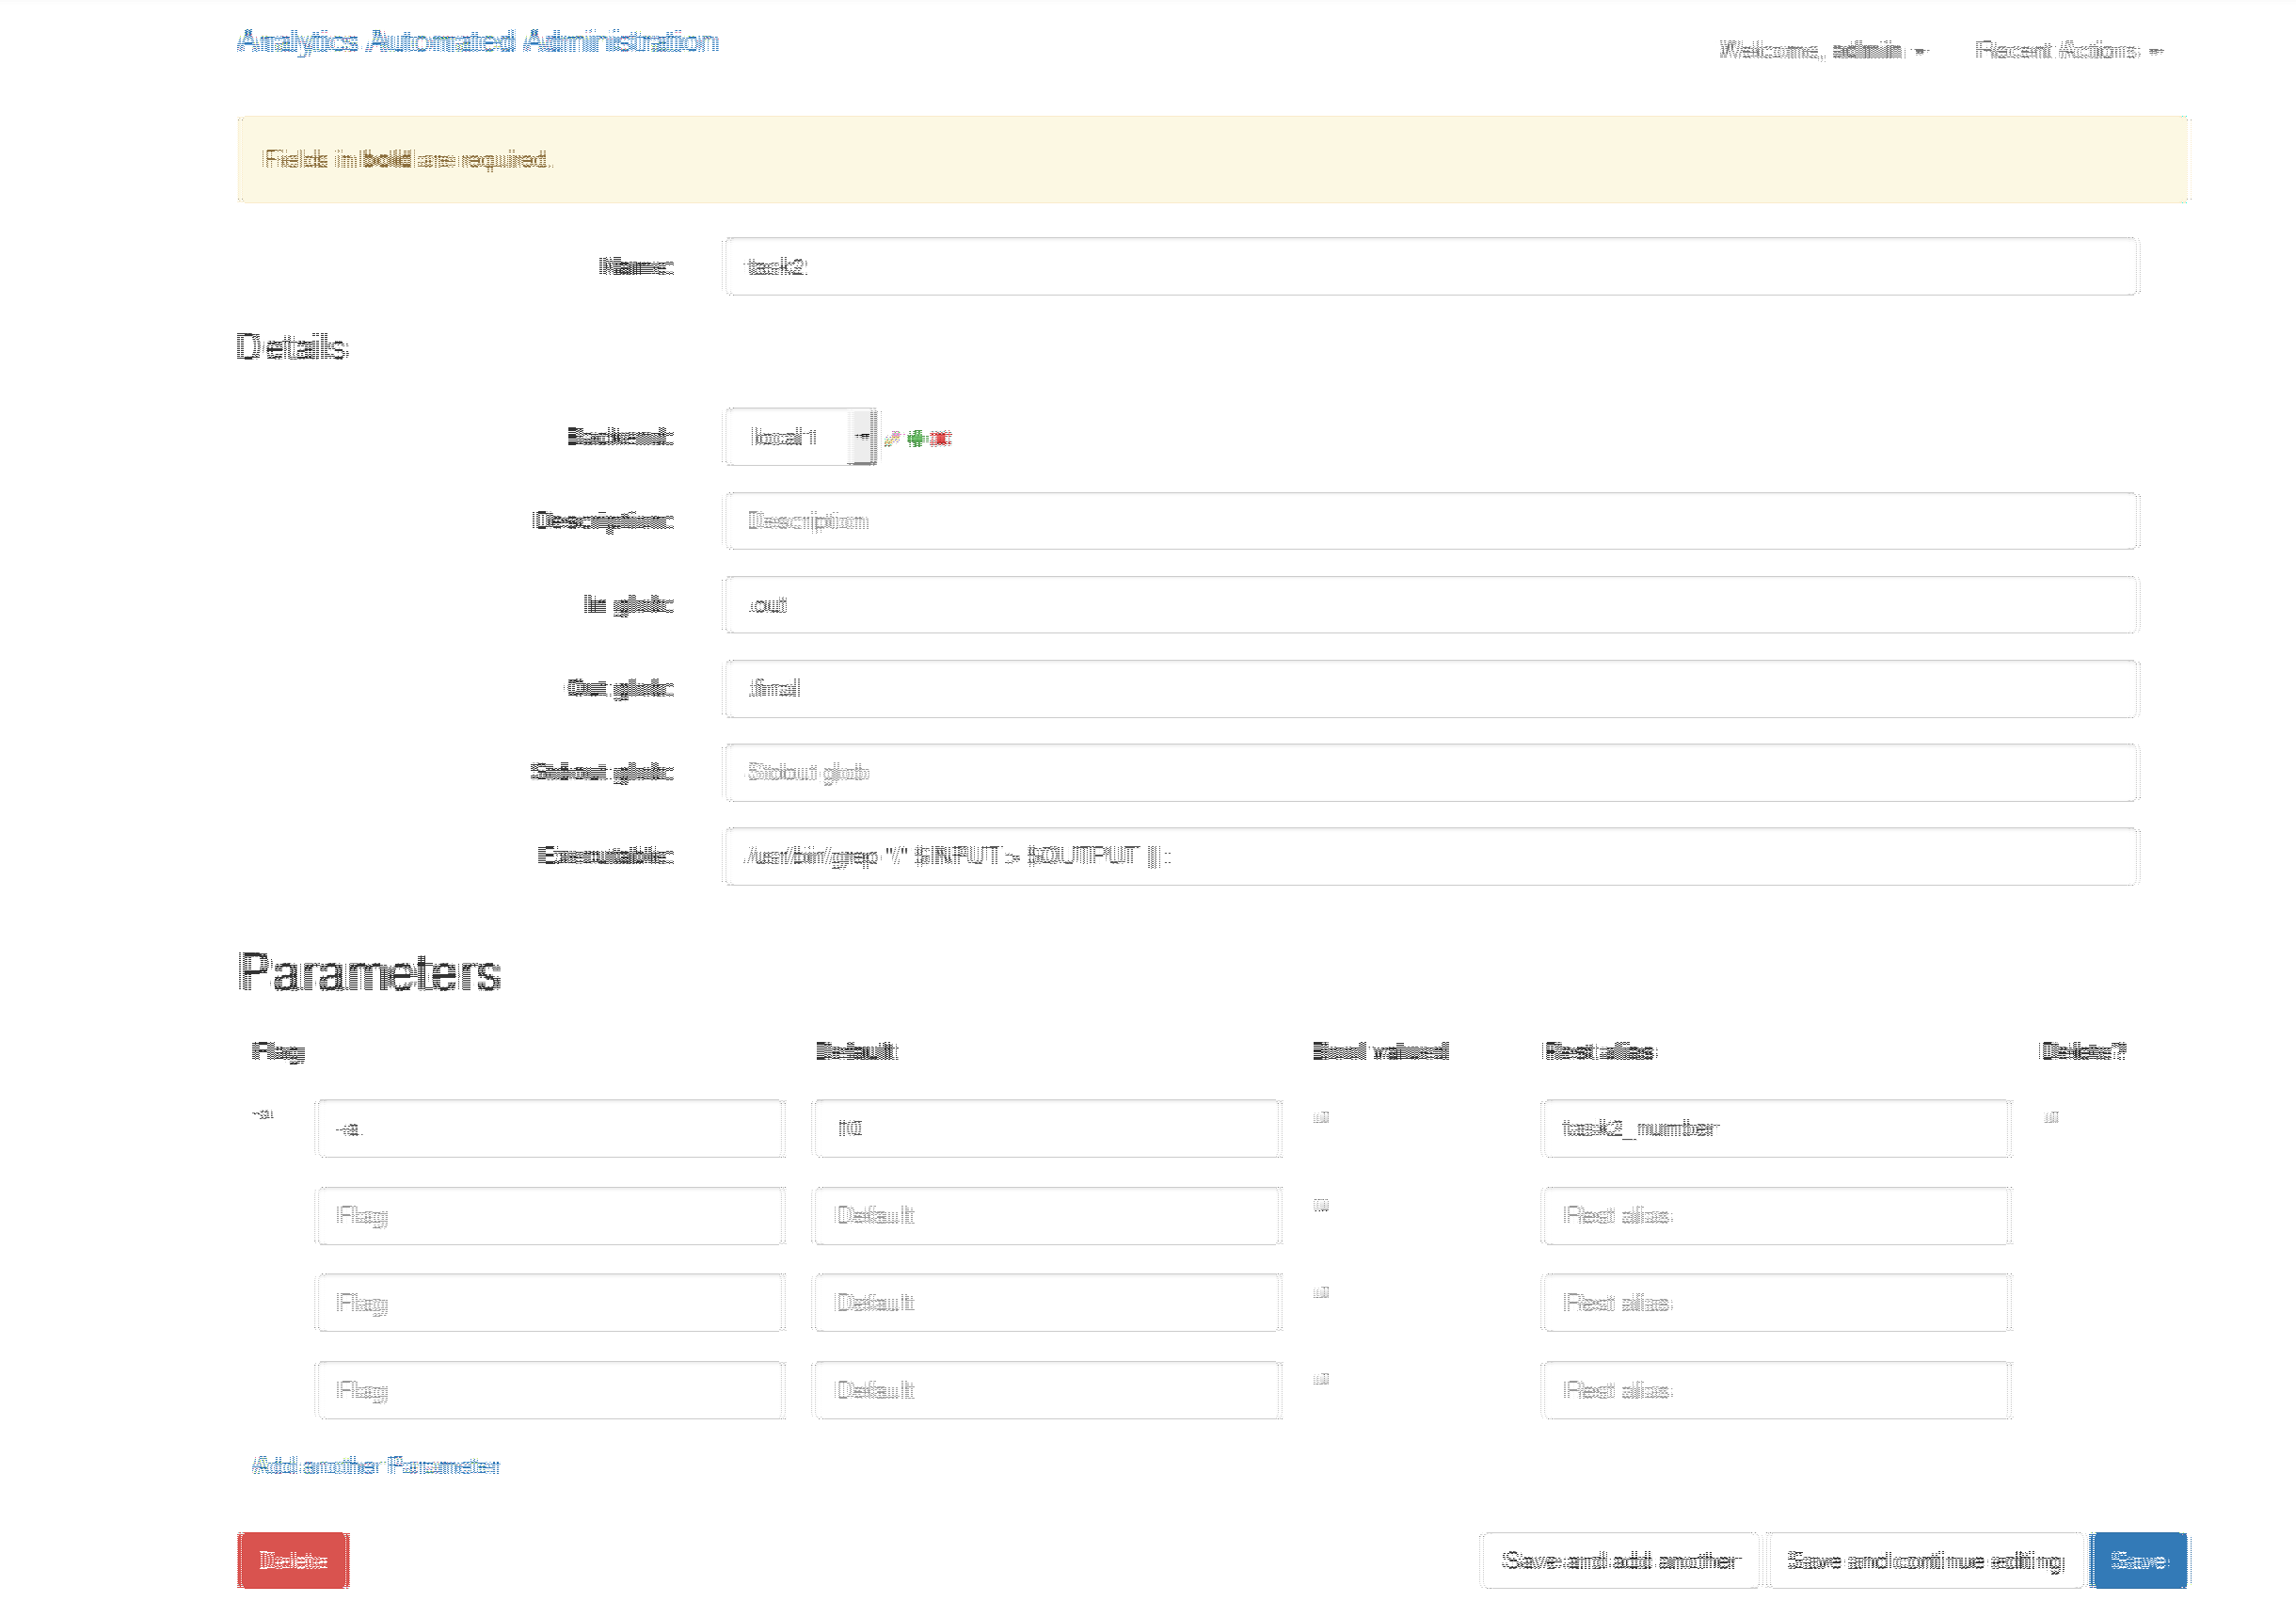 Analytics Automated Administration
Welcome, admin Recent Actions
Fields in bold are required.
Name: task2
Details
Backend: local1
Description: Description
In glob: .out
Out glob: .final
Stdout glob: Stdout glob
Executable: /usr/bin/grep "/" $INPUT > $OUTPUT ||
Parameters
Flag Default Bool valued Rest alias Delete?
-a -a task2_number
Flag Default Rest alias
Flag Default Rest alias
Flag Default Rest alias
Add another Parameter
Delete Save and add another Save and continue editing Save